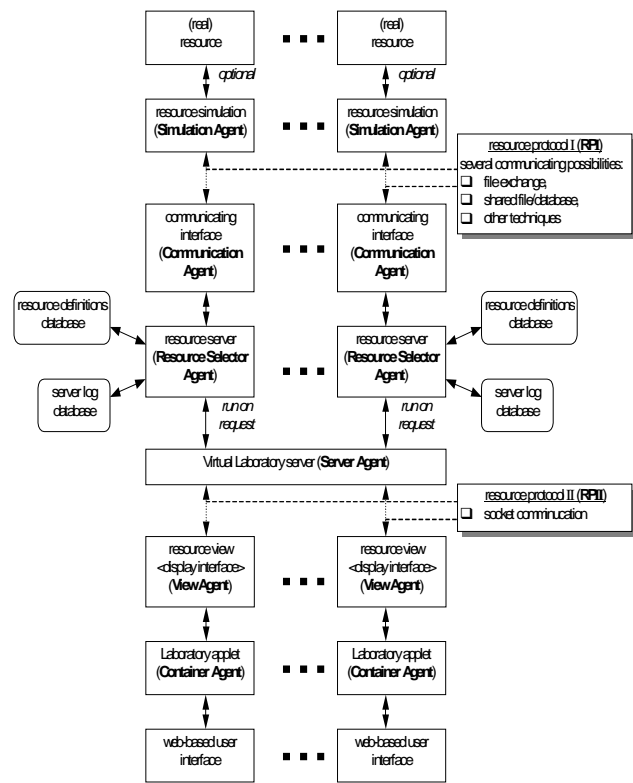 (real)
resource
(real)
resource
optional
optional
resource simulation
(Simulation Agent)
resource simulation
(Simulation Agent)
resource protocol I (RPI)
several communicating possibilities:
❑ file exchange,
❑ shared file/database,
❑ other techniques
communicating
interface
(Communication
Agent)
communicating
interface
(Communication
Agent)
resource definitions
database
resource server
(Resource Selector
Agent)
resource server
(Resource Selector
Agent)
resource definitions
database
server log
database
server log
database
run on
request
run on
request
Virtual Laboratory server (Server Agent)
resource protocol II (RPII)
❑ socket comminucation
resource view
<display interface>
(View Agent)
resource view
<display interface>
(View Agent)
Laboratory applet
(Container Agent)
Laboratory applet
(Container Agent)
web-based user
interface
web-based user
interface